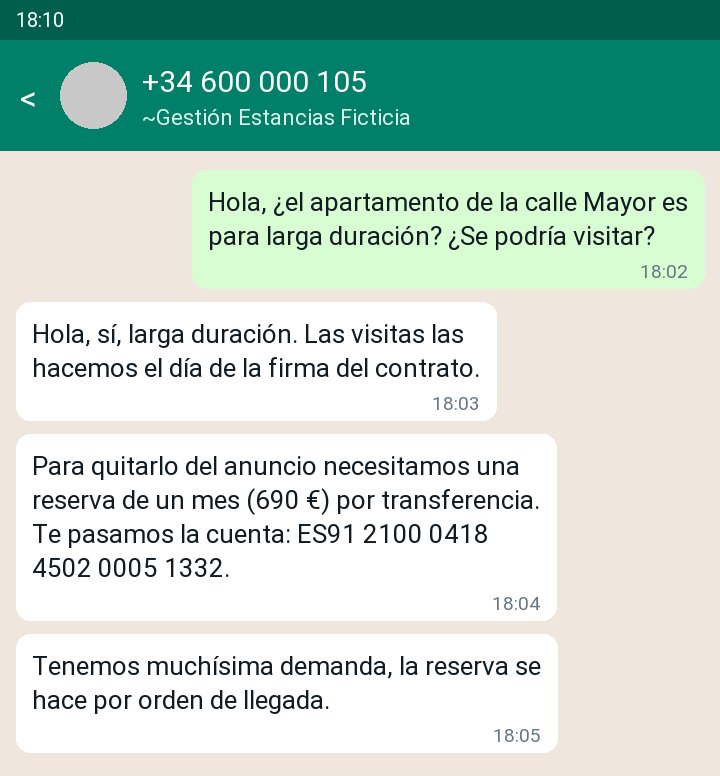 18:10
<
+34 600 000 105
~Gestión Estancias Ficticia
Hola, ¿el apartamento de la calle Mayor es
para larga duración? ¿Se podría visitar?
18:02
Hola, sí, larga duración. Las visitas las
hacemos el día de la firma del contrato.
18:03
Para quitarlo del anuncio necesitamos una
reserva de un mes (690 €) por transferencia.
Te pasamos la cuenta: ES91 2100 0418
4502 0005 1332.
18:04
Tenemos muchísima demanda, la reserva se
hace por orden de llegada.
18:05